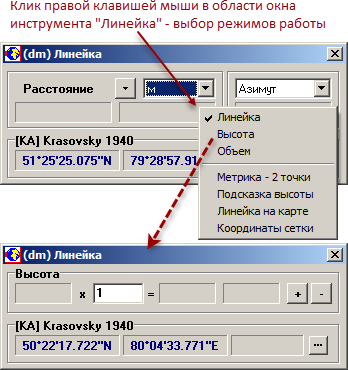 Клик правой клавишей мыши в области окна
инструмента "Линейка" - выбор режимов работы
(dm) Линейка
Расстояние
м
Азимут
[KA] Krasovsky 1940
51°25'25.075"N
79°28'57.91
Линейка
Высота
Объем
Метрика - 2 точки
Подсказка высоты
Линейка на карте
Координаты сетки
(dm) Линейка
Высота
x 1 =
+ -
[KA] Krasovsky 1940
50°22'17.722"N 80°04'33.771"E ...